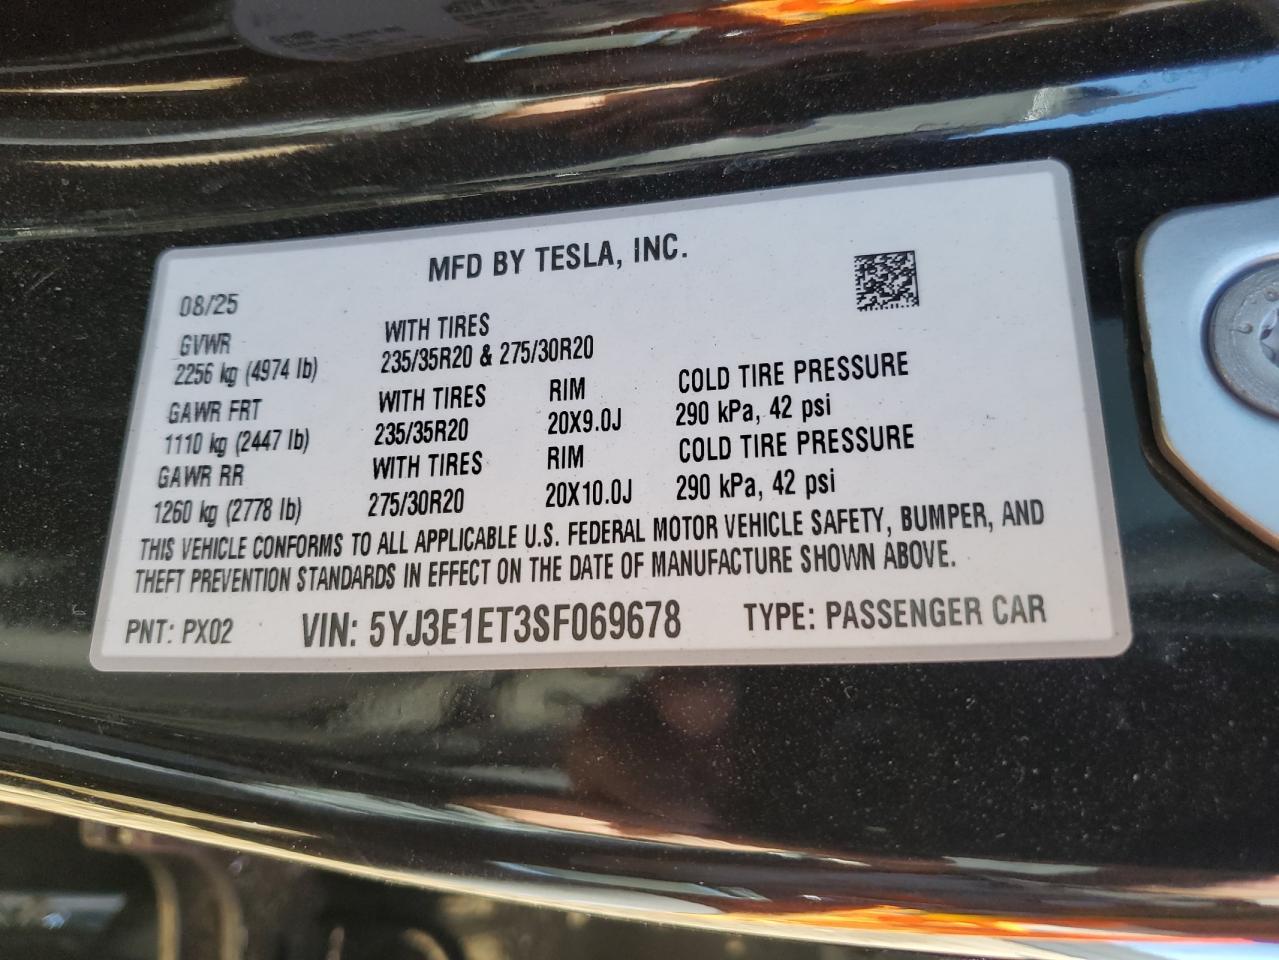 MFD BY TESLA, INC.
08/25
GVWR WITH TIRES
2256 kg (4974 lb) 235/35R20 & 275/30R20
GAWR FRT WITH TIRES RIM COLD TIRE PRESSURE
1110 kg (2447 lb) 235/35R20 20X9.0J 290 kPa, 42 psi
GAWR RR WITH TIRES RIM COLD TIRE PRESSURE
1260 kg (2778 lb) 275/30R20 20X10.0J 290 kPa, 42 psi
THIS VEHICLE CONFORMS TO ALL APPLICABLE U.S. FEDERAL MOTOR VEHICLE SAFETY, BUMPER, AND
THEFT PREVENTION STANDARDS IN EFFECT ON THE DATE OF MANUFACTURE SHOWN ABOVE.
PNT: PX02 VIN: 5YJ3E1ET3SF069678 TYPE: PASSENGER CAR